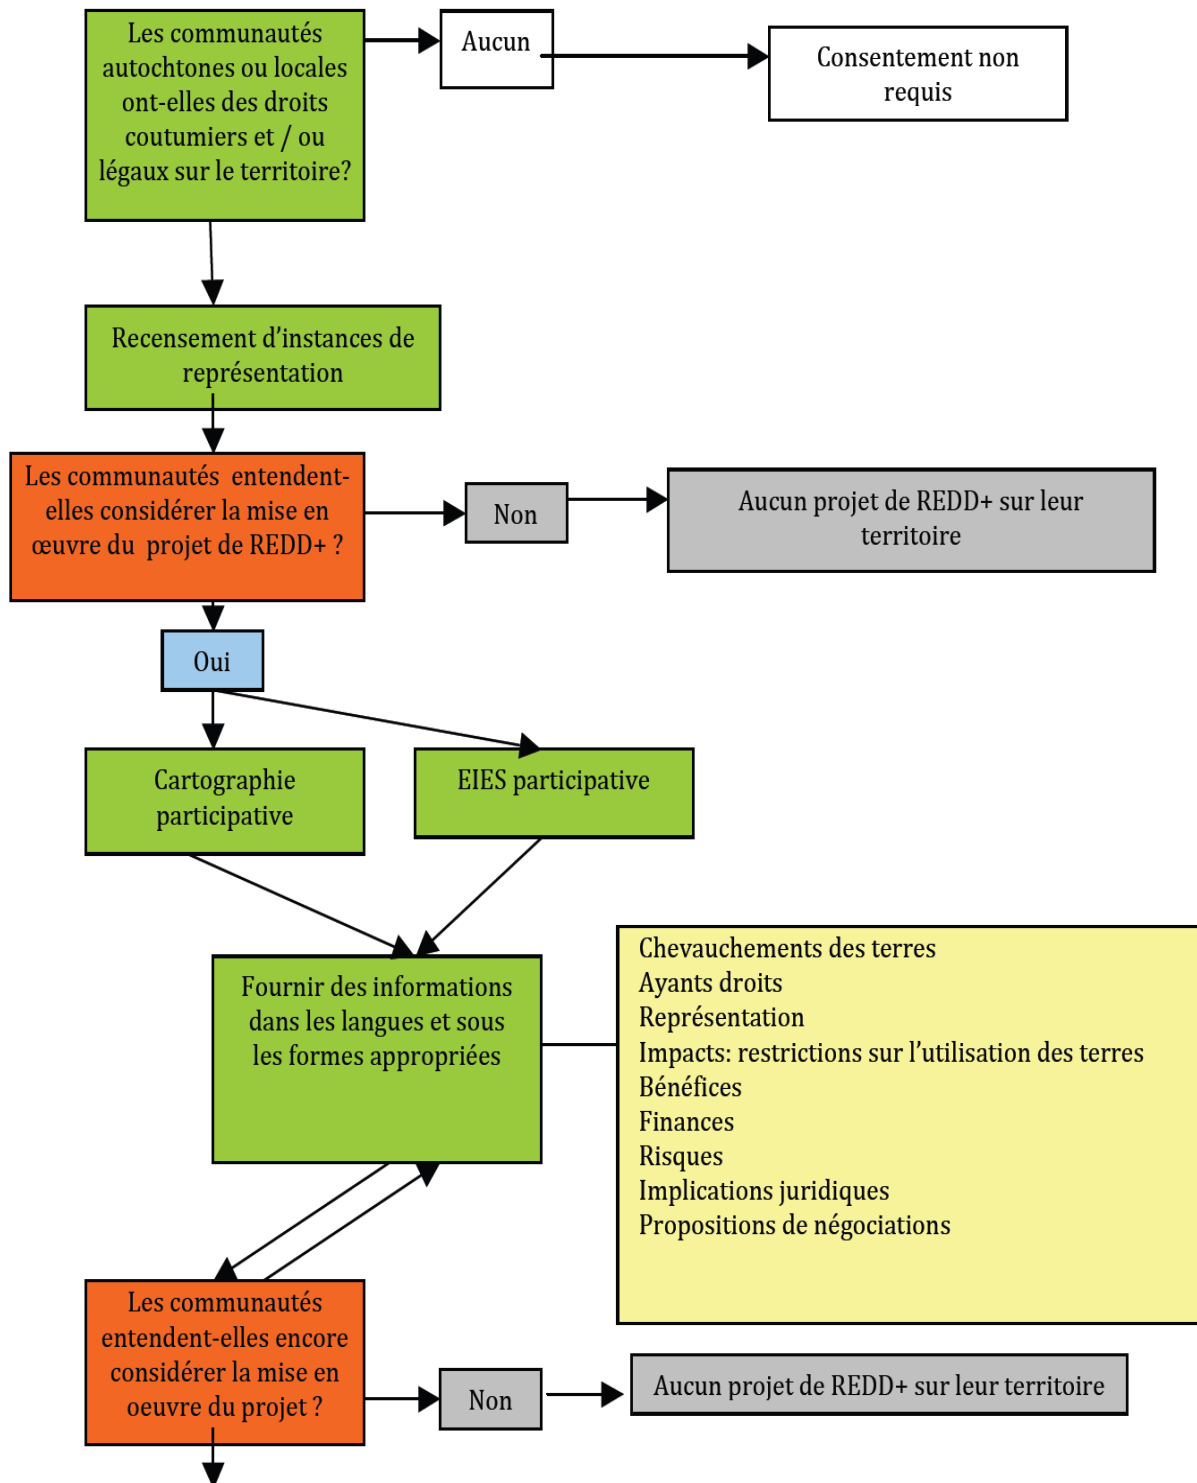 Les communautés
autochtones ou locales
ont-elles des droits
coutumiers et / ou
légaux sur le territoire?
Aucun
Consentement non
requis
Recensement d'instances de
représentation
Les communautés entendent-
elles considérer la mise en
œuvre du projet de REDD+ ?
Non
Aucun projet de REDD+ sur leur
territoire
Oui
Cartographie
participative
EIES participative
Fournir des informations
dans les langues et sous
les formes appropriées
Chevauchements des terres
Ayants droits
Représentation
Impacts: restrictions sur l'utilisation des terres
Bénéfices
Finances
Risques
Implications juridiques
Propositions de négociations
Les communautés
entendent-elles encore
considérer la mise en
oeuvre du projet ?
Non
Aucun projet de REDD+ sur leur territoire